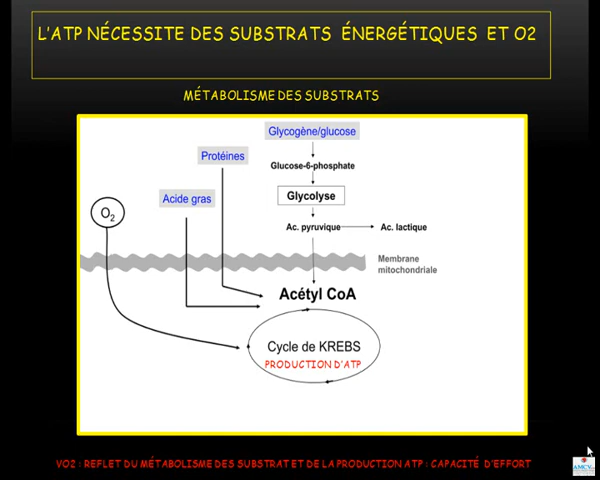 L'ATP NÉCESSITE DES SUBSTRATS ÉNERGÉTIQUES ET O2
MÉTABOLISME DES SUBSTRATS
Glycogène/glucose
Protéines
Glucose-6-phosphate
Acide gras
Glycolyse
O2
Ac. pyruvique
Ac. lactique
Membrane
mitochondriale
Acétyl CoA
Cycle de KREBS
PRODUCTION D'ATP
VO2 : REFLET DU MÉTABOLISME DES SUBSTRAT ET DE LA PRODUCTION ATP : CAPACITÉ D'EFFORT
AMCV